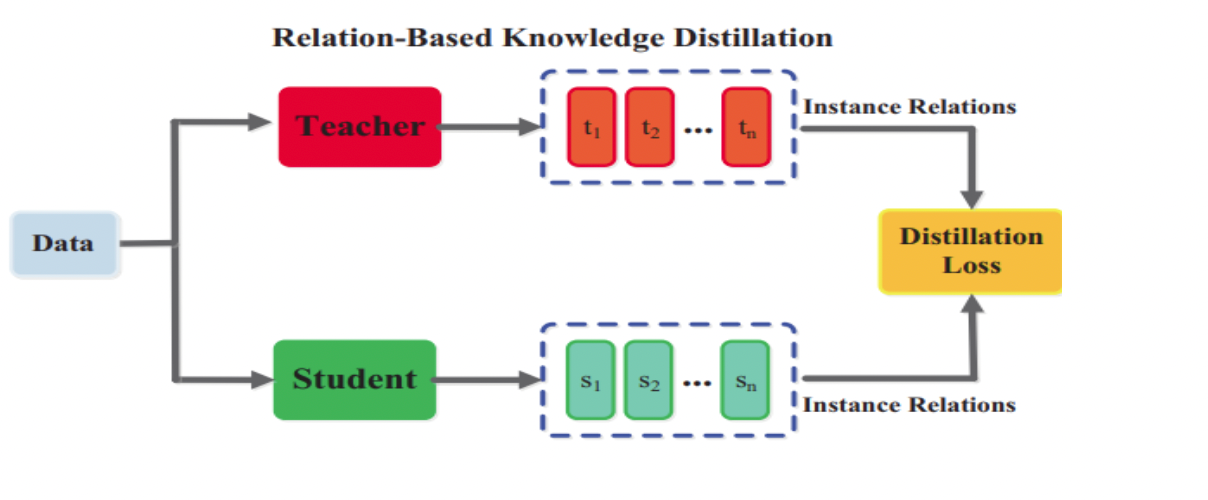 Relation-Based Knowledge Distillation
Teacher
t₁ t₂ ... tₙ
Instance Relations
Data
Distillation
Loss
Student
s₁ s₂ ... sₙ
Instance Relations